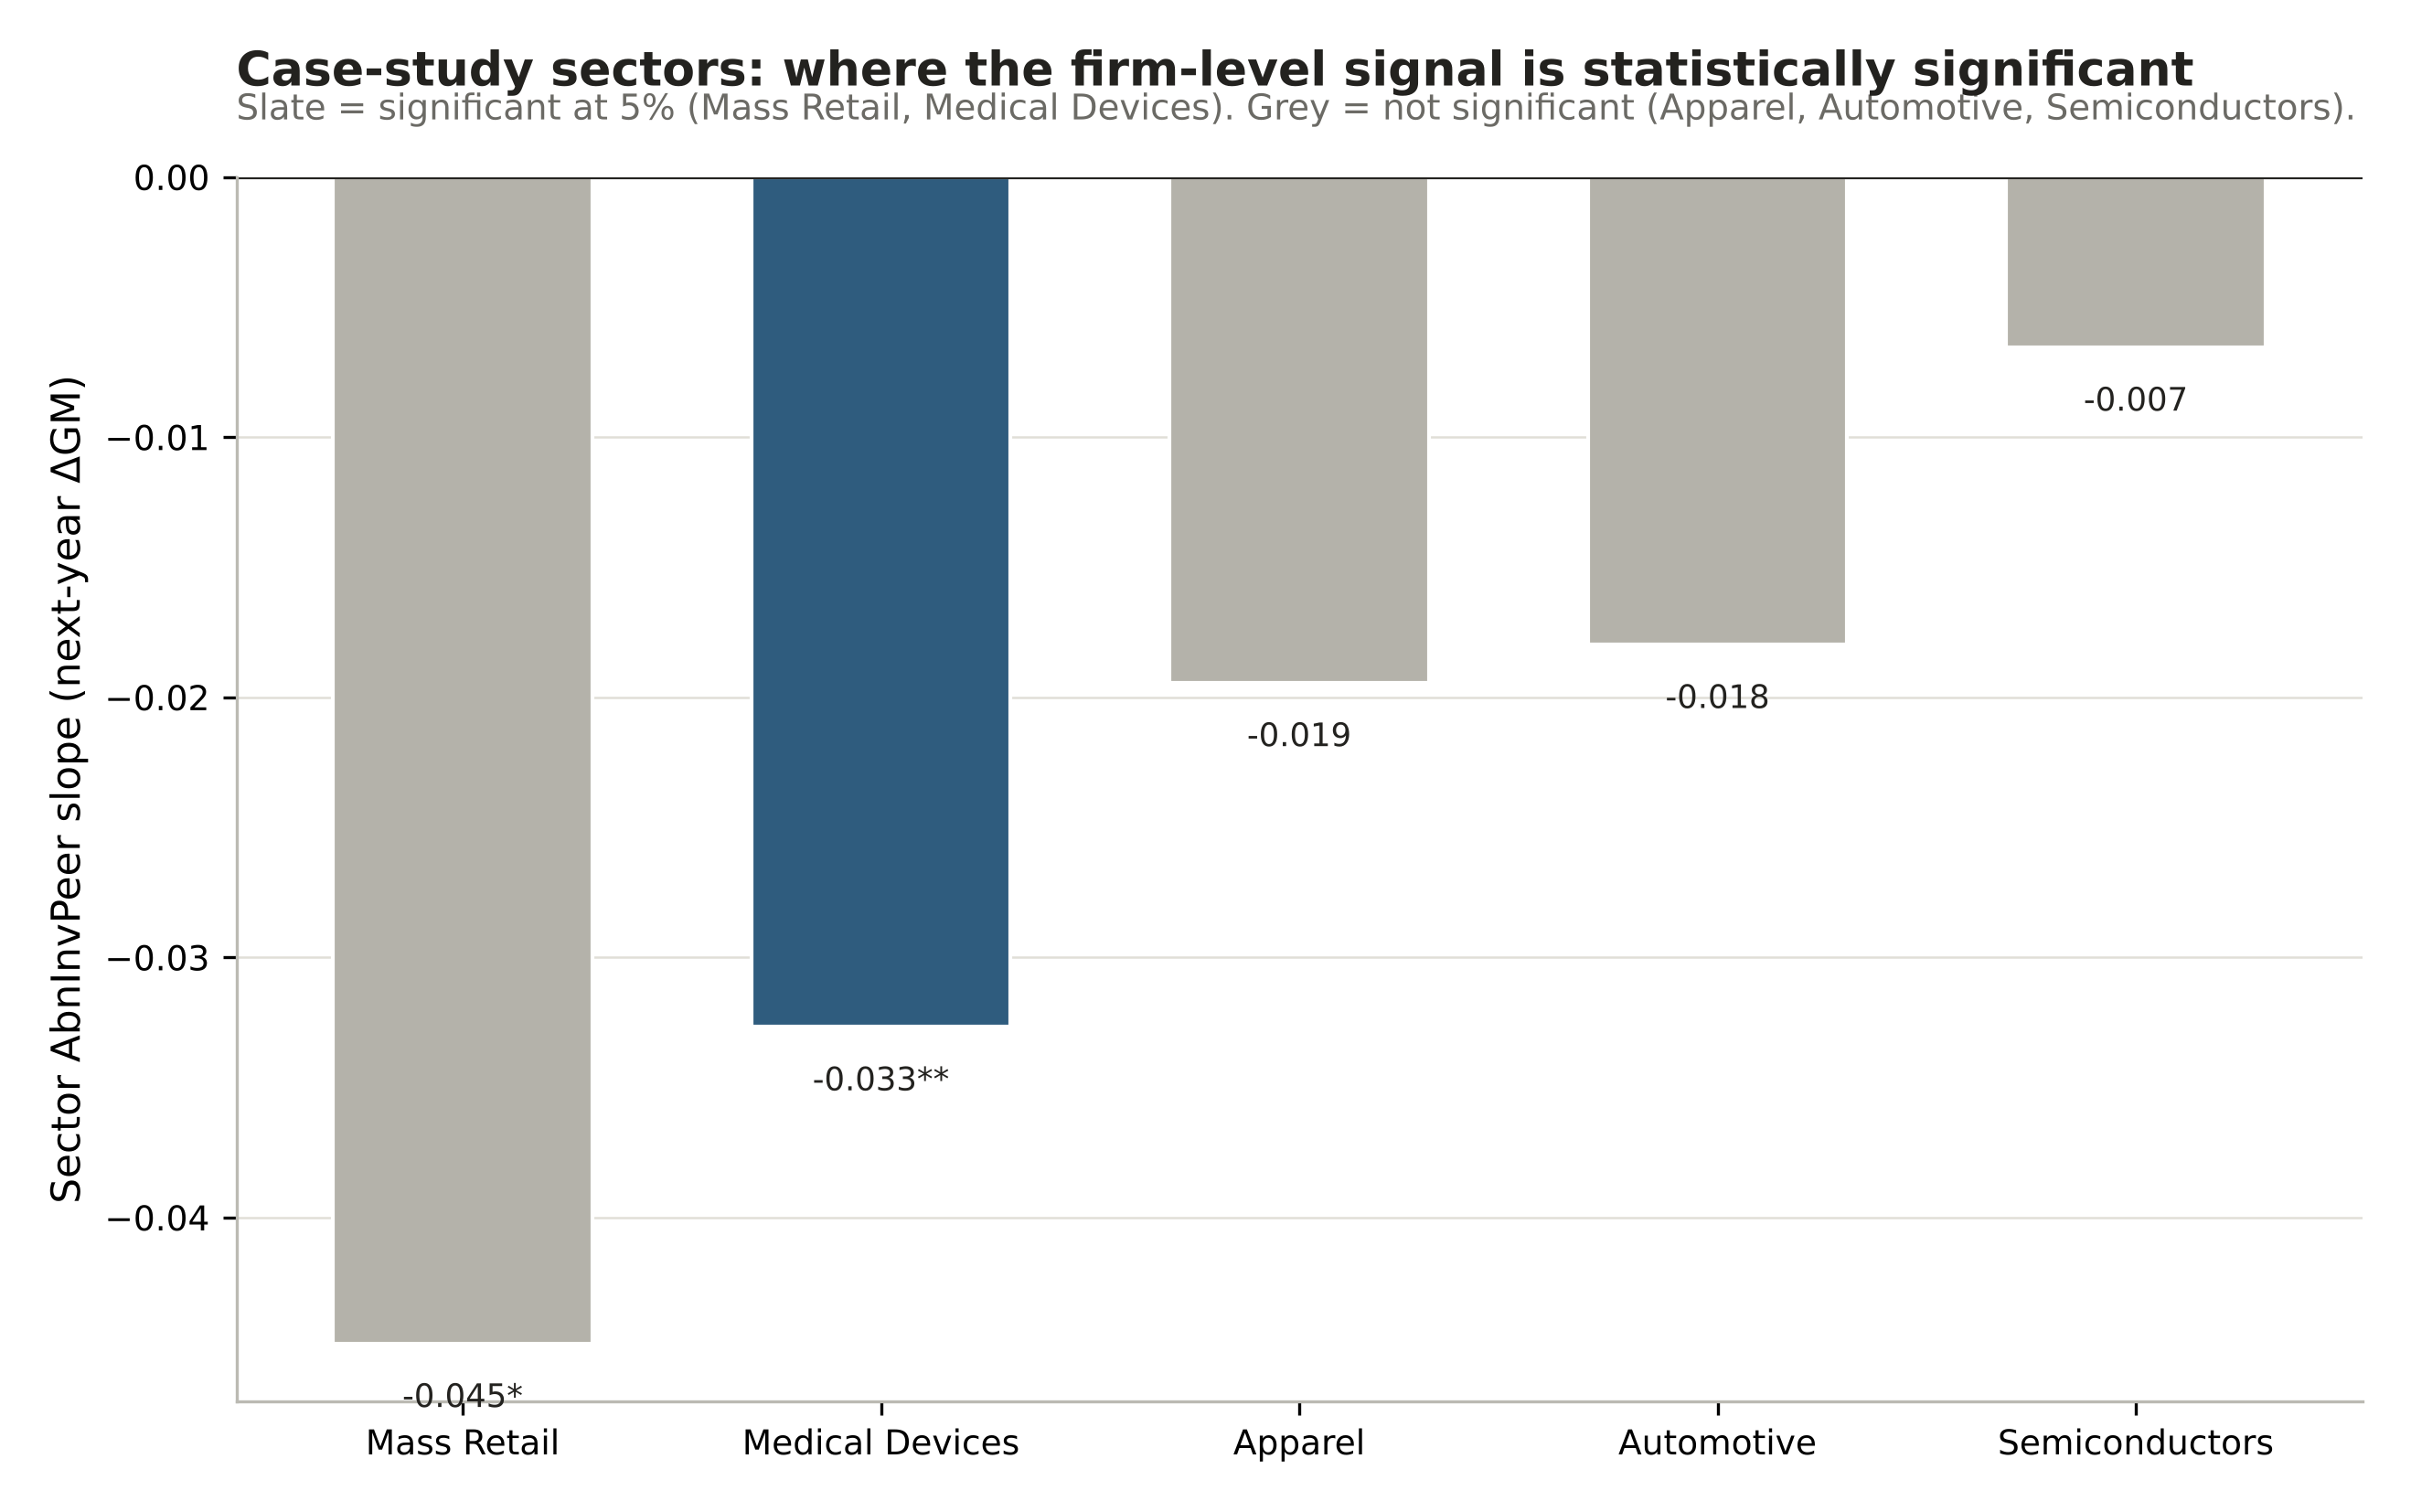 Case-study sectors: where the firm-level signal is statistically significant
Slate = significant at 5% (Mass Retail, Medical Devices). Grey = not significant (Apparel, Automotive, Semiconductors).
Sector AbnInvPeer slope (next-year ΔGM)
0.00
−0.01
−0.02
−0.03
−0.04
-0.045*
-0.033**
-0.019
-0.018
-0.007
Mass Retail
Medical Devices
Apparel
Automotive
Semiconductors